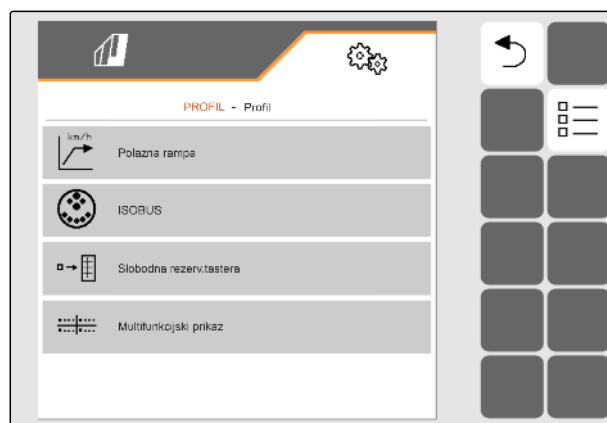 PROFIL - Profil
km/h
Polazna rampa
ISOBUS
Slobodna rezerv.tastera
Multifunkcijski prikaz